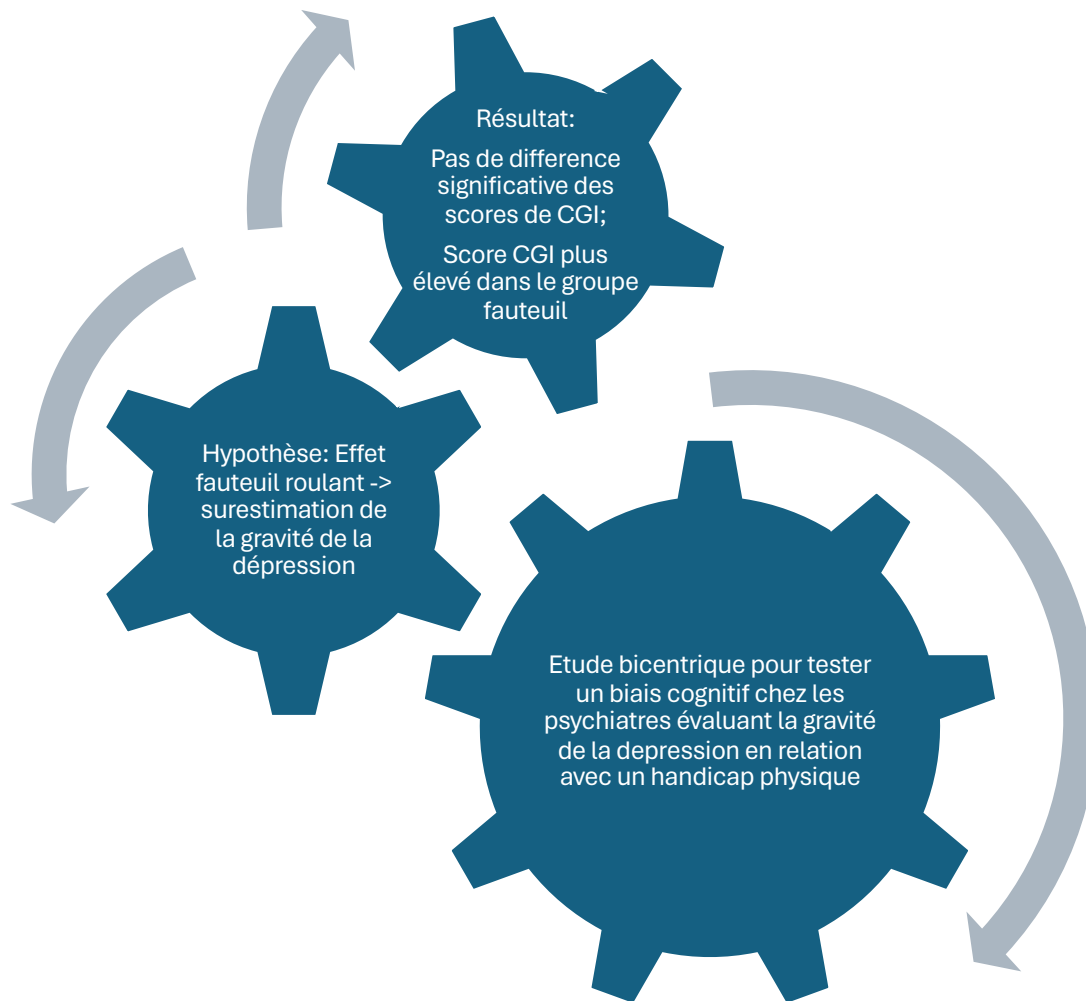 Résultat:
Pas de difference
significative des
scores de CGI;
Score CGI plus
élevé dans le groupe
fauteuil
Hypothèse: Effet
fauteuil roulant ->
surestimation de
la gravité de la
dépression
Etude bicentrique pour tester
un biais cognitif chez les
psychiatres évaluant la gravité
de la depression en relation
avec un handicap physique